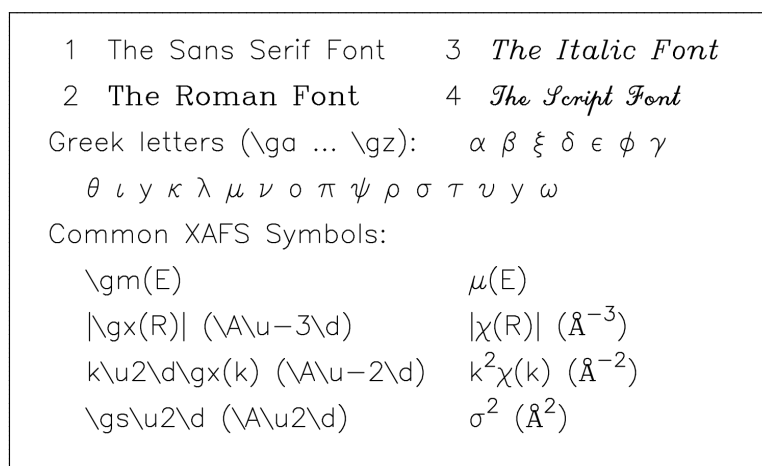 1 The Sans Serif Font 3 The Italic Font
2 The Roman Font 4 The Script Font
Greek letters (\ga ... \gz): α β ξ δ ϵ ϕ γ
θ ι y κ λ μ ν ο π ψ ρ σ τ υ y ω
Common XAFS Symbols:
\gm(E) μ(E)
|\gx(R)| (\A\u−3\d) |χ(R)| (Å⁻³)
k\u2\d\gx(k) (\A\u−2\d) k²χ(k) (Å⁻²)
\gs\u2\d (\A\u2\d) σ² (Å²)